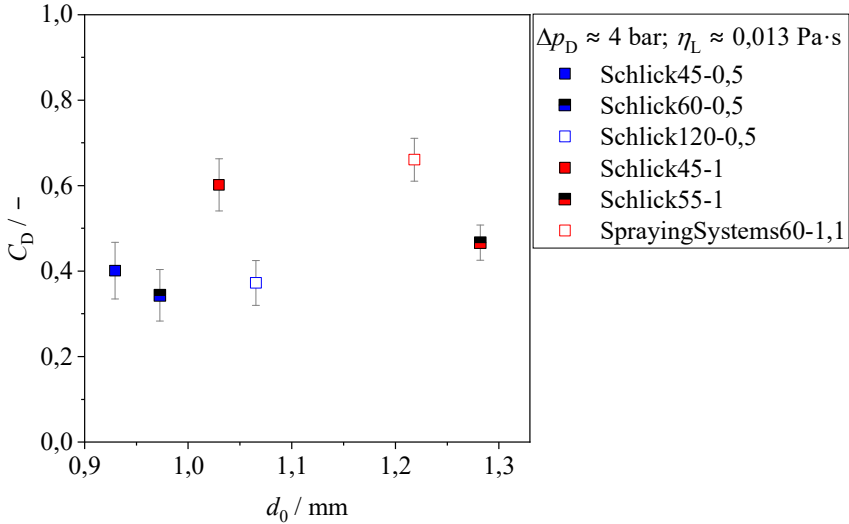 1,0
0,8
0,6
0,4
0,2
0,0
C_D / −
0,9
1,0
1,1
1,2
1,3
d_0 / mm
Δp_D ≈ 4 bar; η_L ≈ 0,013 Pa·s
Schlick45-0,5
Schlick60-0,5
Schlick120-0,5
Schlick45-1
Schlick55-1
SprayingSystems60-1,1